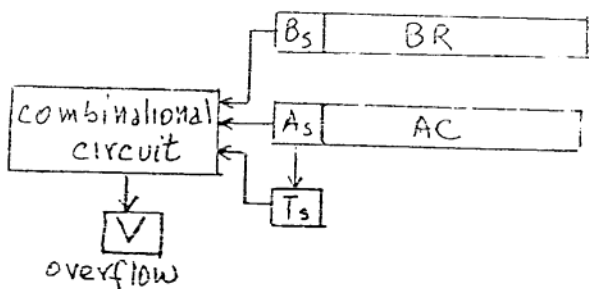 Bs BR
combinational
circuit
As AC
Ts
V
overflow